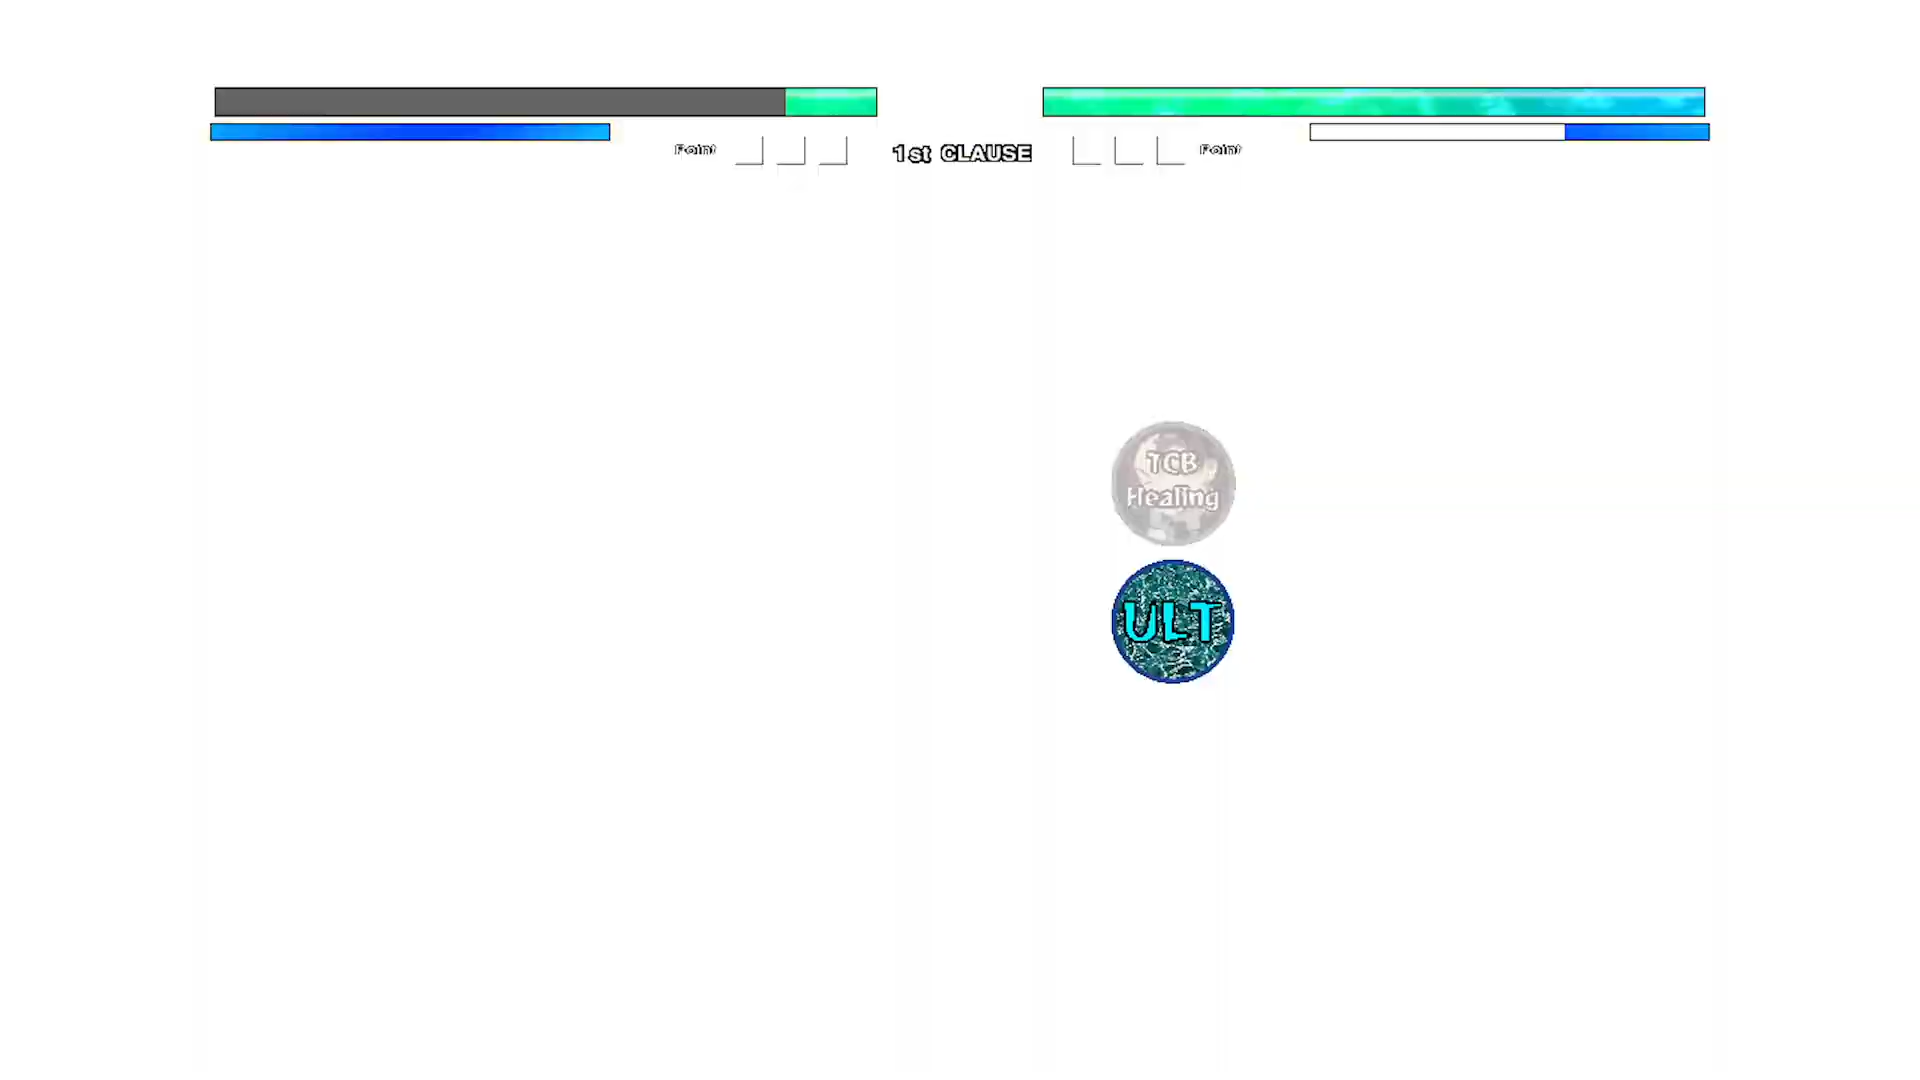 Point
1st CLAUSE
Point
TCB
Healing
ULT